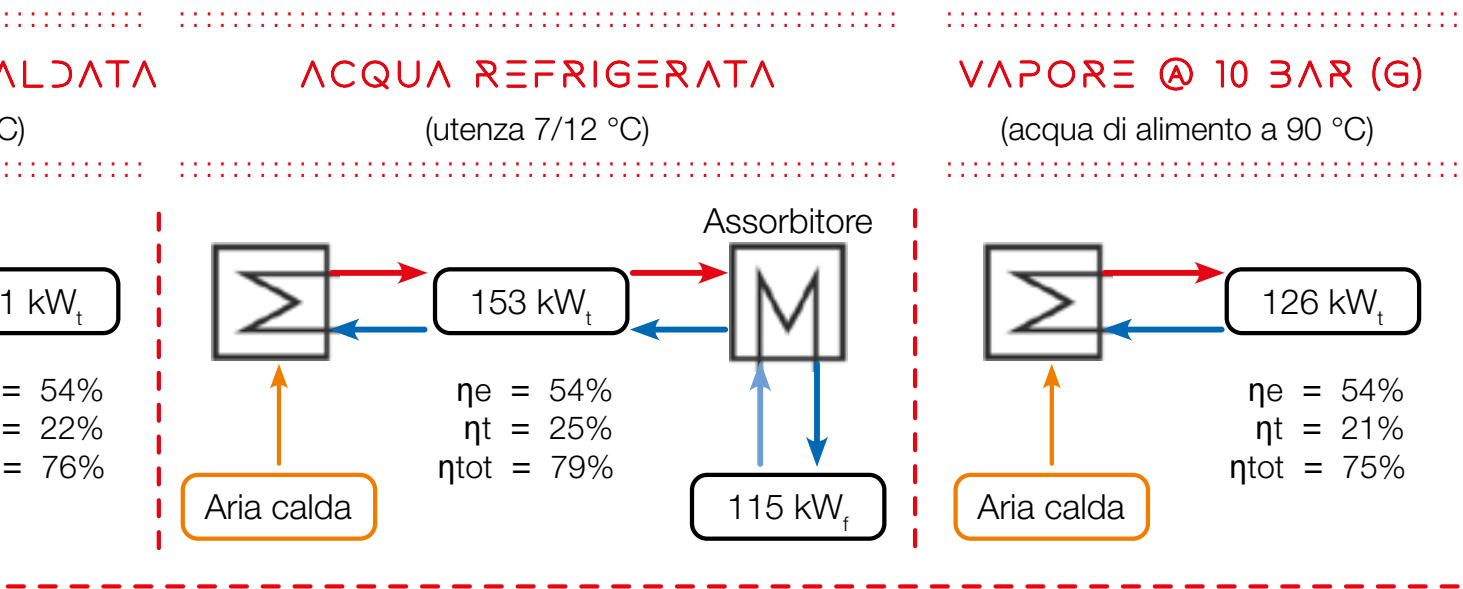 ALDATA
C)
1 kWt
= 54%
= 22%
= 76%
ACQUA REFRIGERATA
(utenza 7/12 °C)
Assorbitore
153 kWt
ηe = 54%
ηt = 25%
ηtot = 79%
Aria calda
115 kWf
VAPORE @ 10 BAR (G)
(acqua di alimento a 90 °C)
126 kWt
ηe = 54%
ηt = 21%
ηtot = 75%
Aria calda